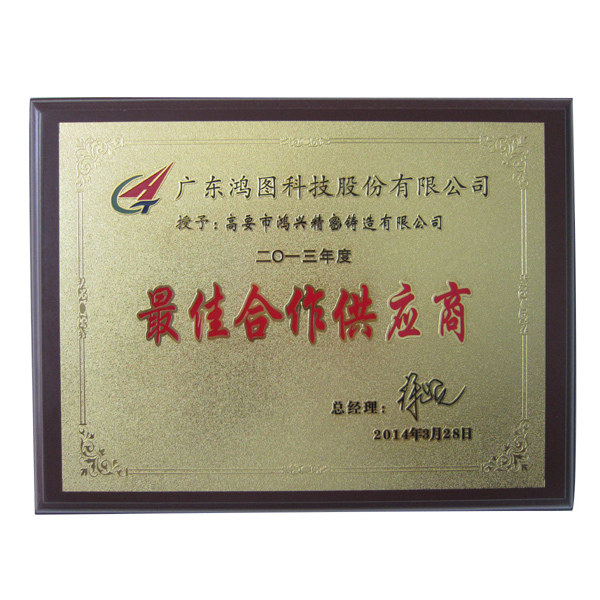 广东鸿图科技股份有限公司
授予：高要市鸿兴精密铸造有限公司
二〇一三年度
最佳合作供应商
总经理：
2014年3月28日